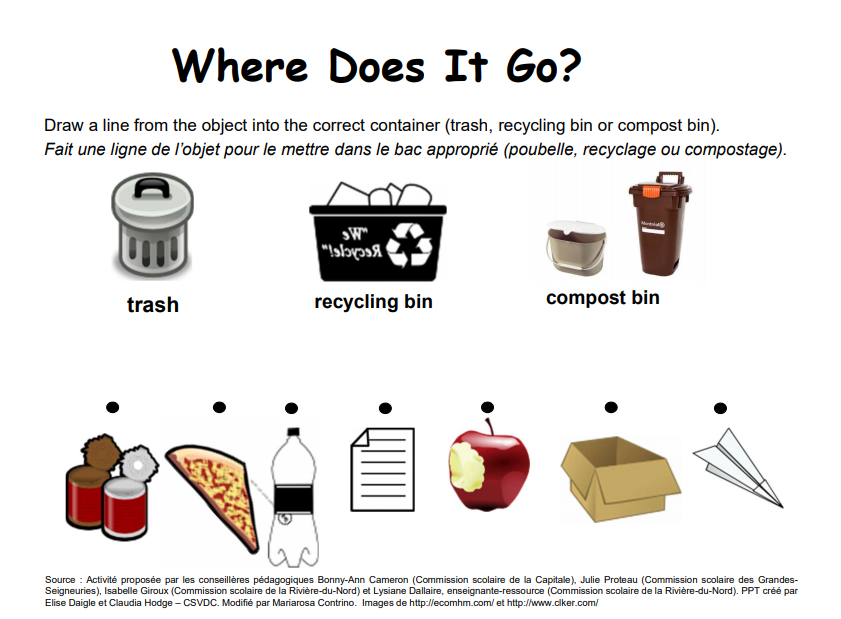 Where Does It Go?
Draw a line from the object into the correct container (trash, recycling bin or compost bin).
Fait une ligne de l'objet pour le mettre dans le bac approprié (poubelle, recyclage ou compostage).
"We
Recycle!"
Montréal
trash
recycling bin
compost bin
Source : Activité proposée par les conseillères pédagogiques Bonny-Ann Cameron (Commission scolaire de la Capitale), Julie Proteau (Commission scolaire des Grandes-
Seigneuries), Isabelle Giroux (Commission scolaire de la Rivière-du-Nord) et Lysiane Dallaire, enseignante-ressource (Commission scolaire de la Rivière-du-Nord). PPT créé par
Elise Daigle et Claudia Hodge – CSVDC. Modifié par Mariarosa Contrino. Images de http://ecomhm.com/ et http://www.clker.com/